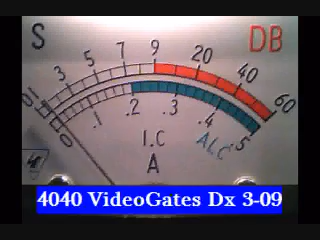 S DB
01 3 5 7 9 20 40 60
0 .1 .2 .3 .4 .5
I.C ALC
A
4040 VideoGates Dx 3-09